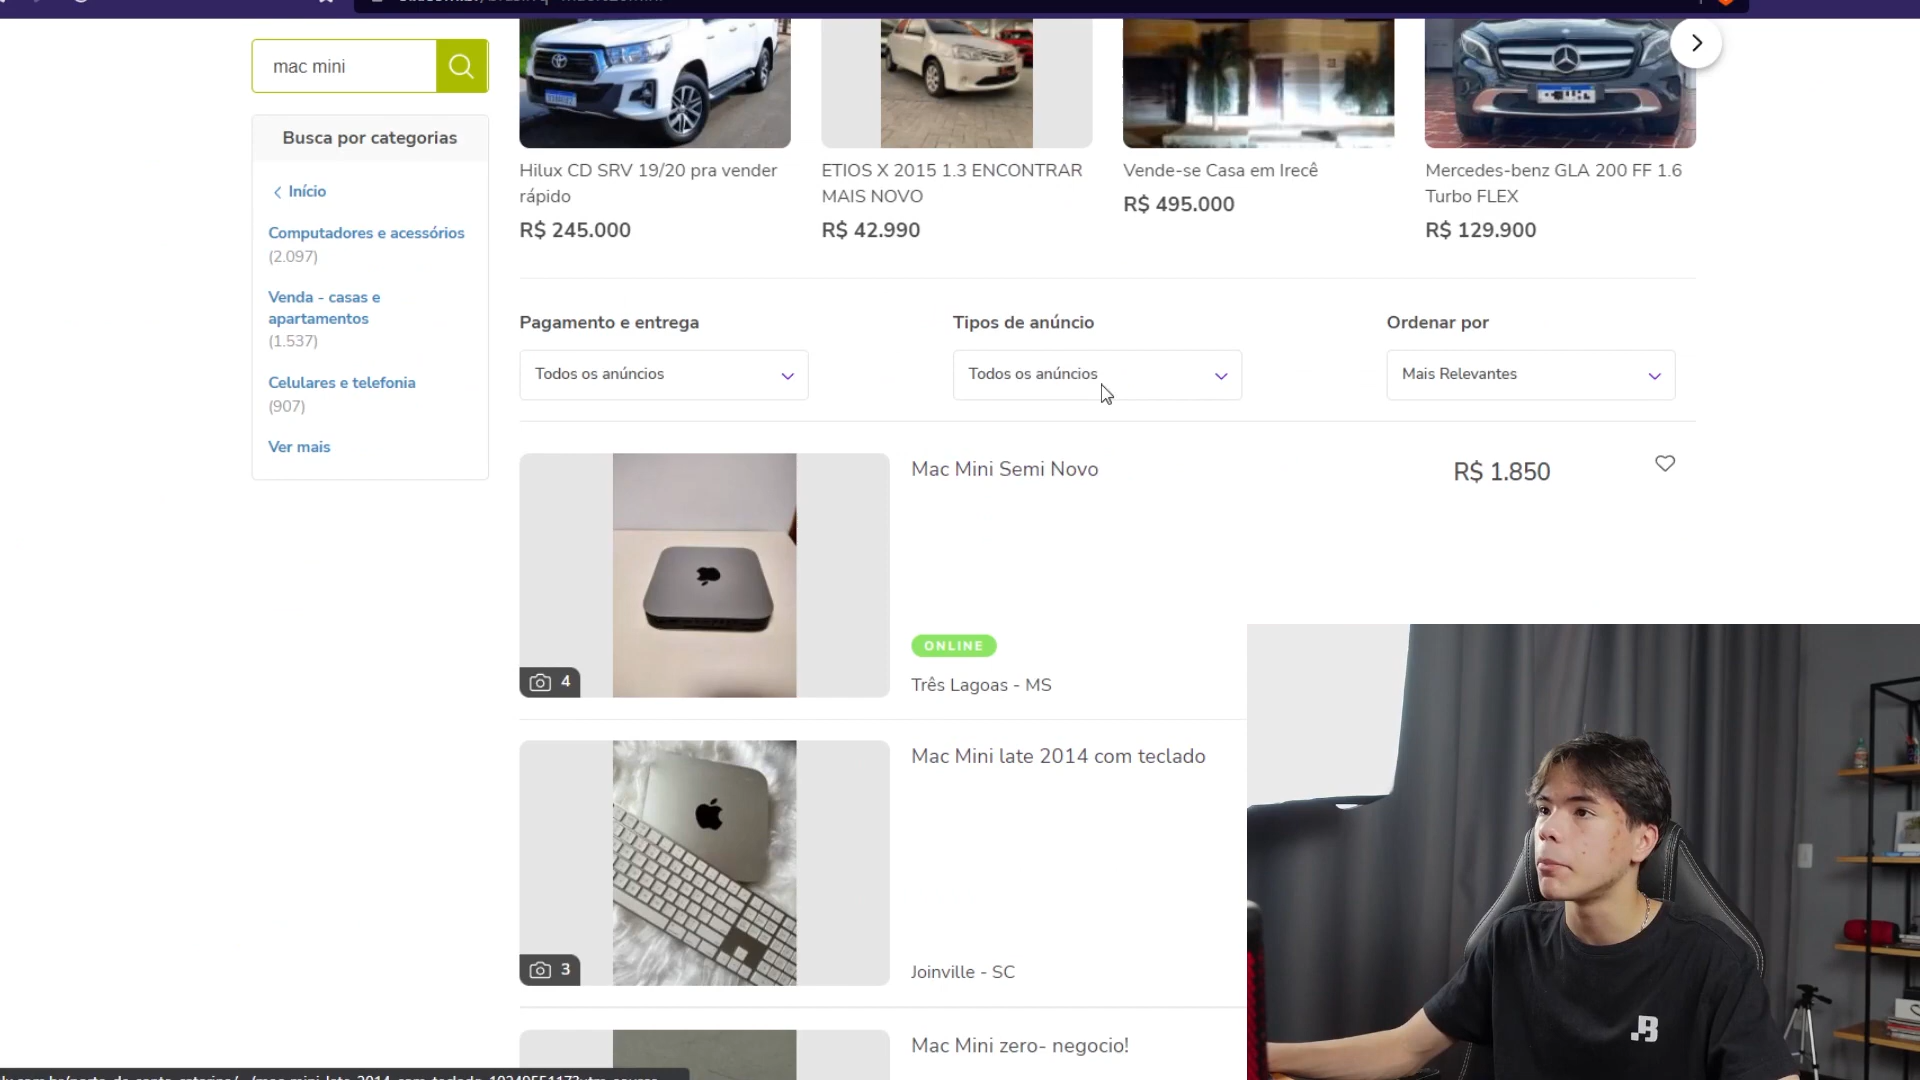 mac mini
Busca por categorias
Início
Computadores e acessórios
(2.097)
Venda - casas e
apartamentos
(1.537)
Celulares e telefonia
(907)
Ver mais
Hilux CD SRV 19/20 pra vender
rápido
R$ 245.000
ETIOS X 2015 1.3 ENCONTRAR
MAIS NOVO
R$ 42.990
Vende-se Casa em Irecê
R$ 495.000
Mercedes-benz GLA 200 FF 1.6
Turbo FLEX
R$ 129.900
Pagamento e entrega
Todos os anúncios
Tipos de anúncio
Todos os anúncios
Ordenar por
Mais Relevantes
Mac Mini Semi Novo
R$ 1.850
ONLINE
Três Lagoas - MS
4
Mac Mini late 2014 com teclado
Joinville - SC
3
Mac Mini zero- negocio!
.B